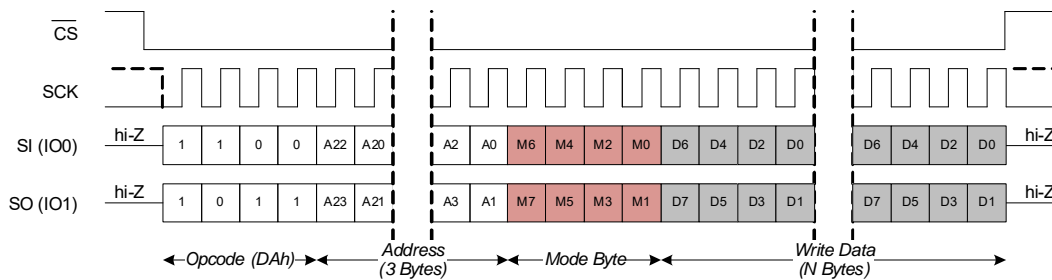 CS
SCK
hi-Z
hi-Z
SI (IO0) 1 1 0 0 A22 A20 A2 A0 M6 M4 M2 M0 D6 D4 D2 D0 D6 D4 D2 D0
hi-Z
hi-Z
SO (IO1) 1 0 1 1 A23 A21 A3 A1 M7 M5 M3 M1 D7 D5 D3 D1 D7 D5 D3 D1
Opcode (DAh) Address Mode Byte Write Data
(3 Bytes) (N Bytes)